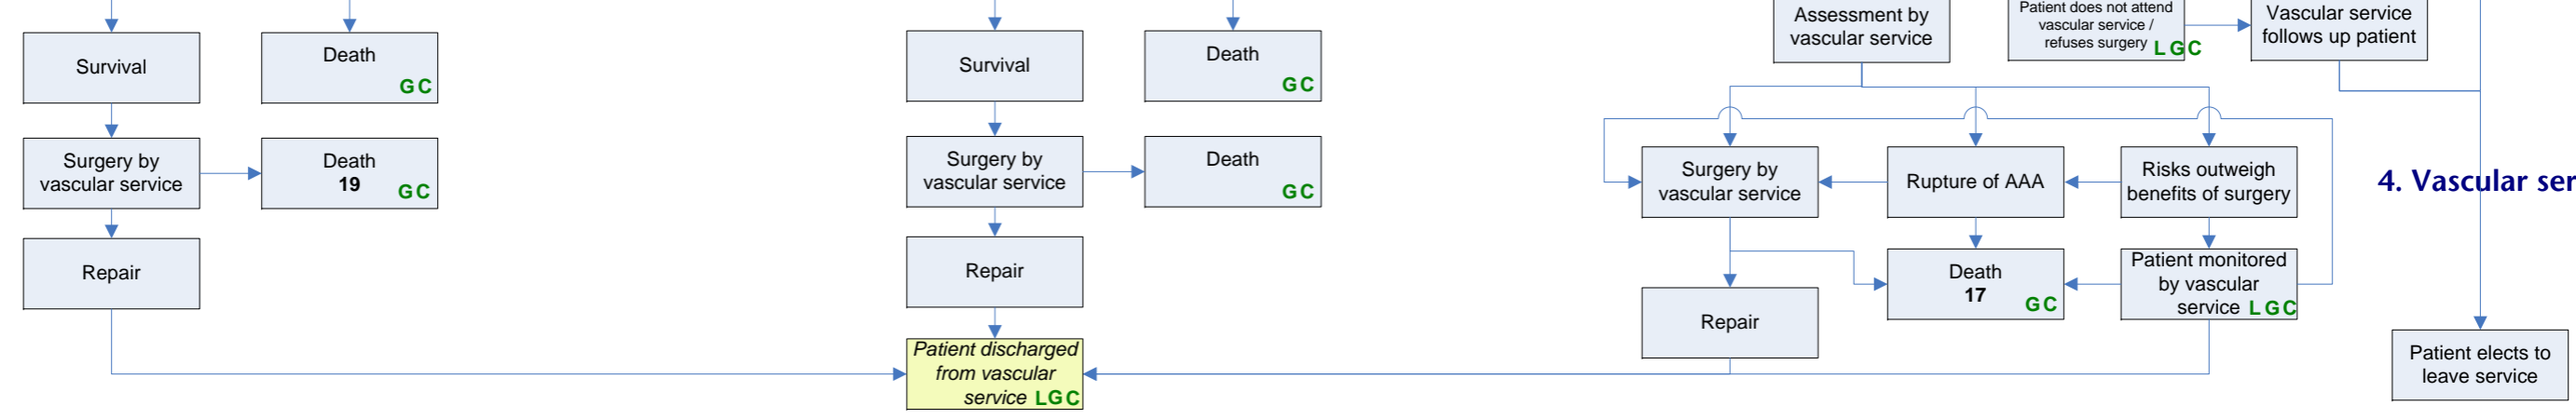 Survival
Death
G C
Surgery by
vascular service
Death
19
G C
Repair
Survival
Death
G C
Surgery by
vascular service
Death
G C
Repair
Patient discharged
from vascular
service L G C
Assessment by
vascular service
Patient does not attend
vascular service /
refuses surgery L G C
Vascular service
follows up patient
Surgery by
vascular service
Rupture of AAA
Risks outweigh
benefits of surgery
Repair
Death
17
G C
Patient monitored
by vascular
service L G C
4. Vascular ser
Patient elects to
leave service